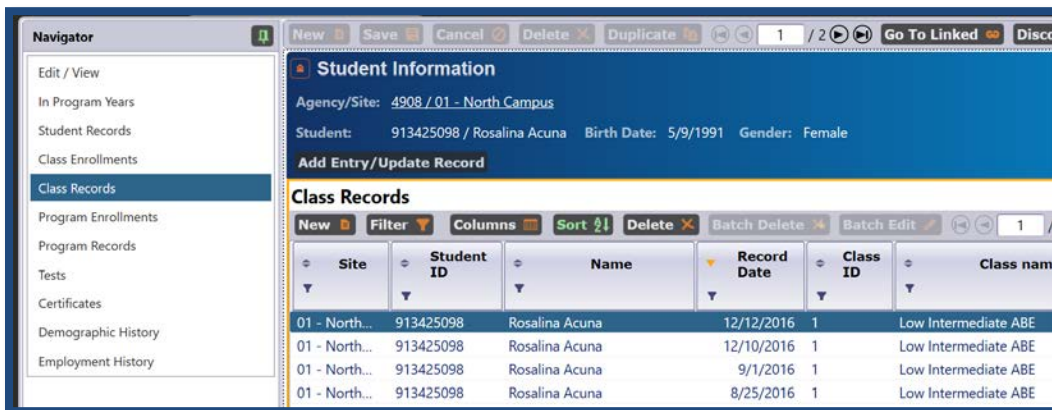 Navigator
Edit / View
In Program Years
Student Records
Class Enrollments
Class Records
Program Enrollments
Program Records
Tests
Certificates
Demographic History
Employment History
New Save Cancel Delete Duplicate 1 / 2 Go To Linked Disco
Student Information
Agency/Site: 4908 / 01 - North Campus
Student: 913425098 / Rosalina Acuna Birth Date: 5/9/1991 Gender: Female
Add Entry/Update Record
Class Records
New Filter Columns Sort Delete Batch Delete Batch Edit 1 /
Site Student ID Name Record Date Class ID Class nam
01 - North... 913425098 Rosalina Acuna 12/12/2016 1 Low Intermediate ABE
01 - North... 913425098 Rosalina Acuna 12/10/2016 1 Low Intermediate ABE
01 - North... 913425098 Rosalina Acuna 9/1/2016 1 Low Intermediate ABE
01 - North... 913425098 Rosalina Acuna 8/25/2016 1 Low Intermediate ABE